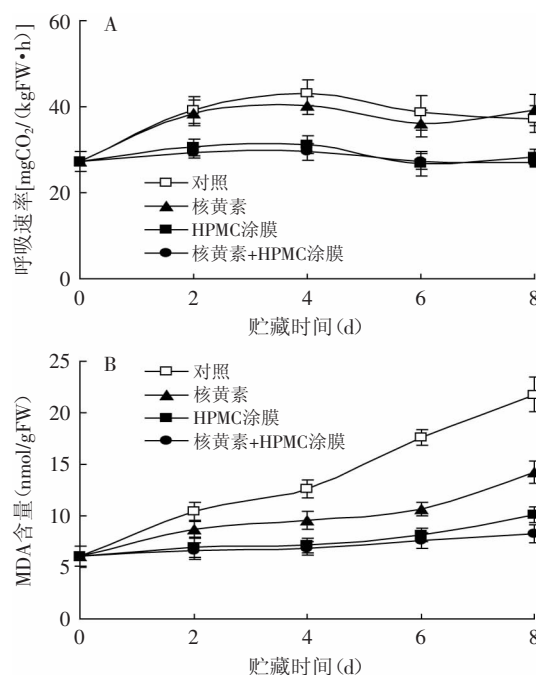 A
呼吸速率[mgCO₂/(kgFW•h)]
60
40
20
0
对照
核黄素
HPMC涂膜
核黄素+HPMC涂膜
0 2 4 6 8
贮藏时间(d)
B
MDA含量(nmol/gFW)
25
20
15
10
5
0
对照
核黄素
HPMC涂膜
核黄素+HPMC涂膜
0 2 4 6 8
贮藏时间(d)